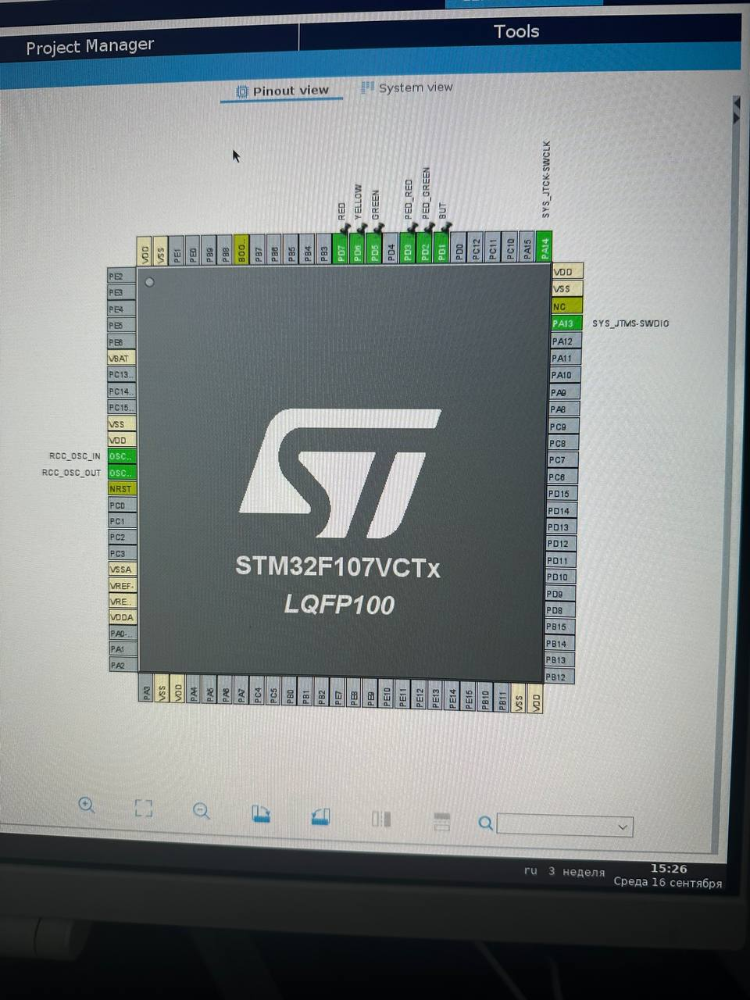 Project Manager
Tools
Pinout view
System view
RED
YELLOW
GREEN
PED_RED
PED_GREEN
BUT
SYS_JTCK-SWCLK
VDD
VSS
PE1
PE0
PB9
PB8
BOO..
PB7
PB6
PB5
PB4
PB3
PD7
PD6
PD5
PD4
PD3
PD2
PD1
PD0
PC12
PC11
PC10
PA15
PA14
PE2
PE3
PE4
PE5
PE6
VBAT
PC13..
PC14..
PC15..
VSS
VDD
RCC_OSC_IN
OSC..
RCC_OSC_OUT
OSC..
NRST
PC0
PC1
PC2
PC3
VSSA
VREF-
VRE..
VDDA
PA0-..
PA1
PA2
VDD
VSS
NC
PA13
SYS_JTMS-SWDIO
PA12
PA11
PA10
PA9
PA8
PC9
PC8
PC7
PC6
PD15
PD14
PD13
PD12
PD11
PD10
PD9
PD8
PB15
PB14
PB13
PB12
ST
STM32F107VCTx
LQFP100
PA3
VSS
VDD
PA4
PA5
PA6
PA7
PC4
PC5
PB0
PB1
PB2
PE7
PE8
PE9
PE10
PE11
PE12
PE13
PE14
PE15
PB10
PB11
VSS
VDD
ru 3 неделя
15:26
Среда 16 сентября